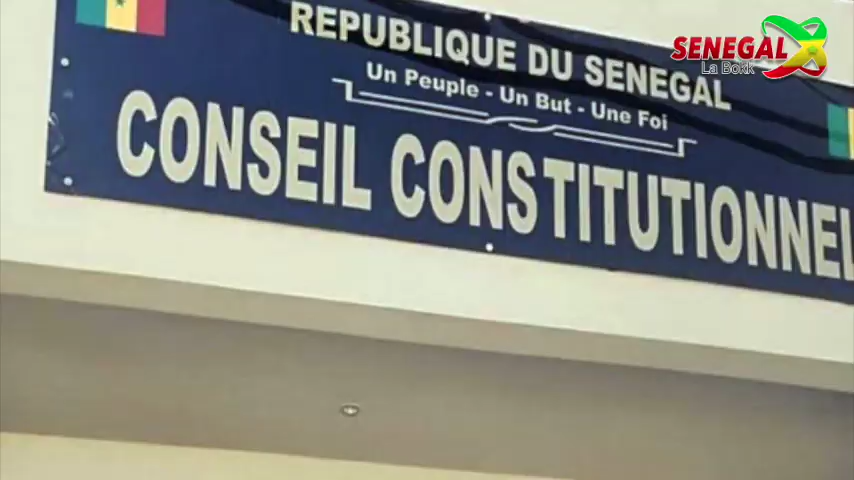 REPUBLIQUE DU SENEGAL
Un Peuple - Un But - Une Foi
CONSEIL CONSTITUTIONNEL
SENEGAL
La Bokk